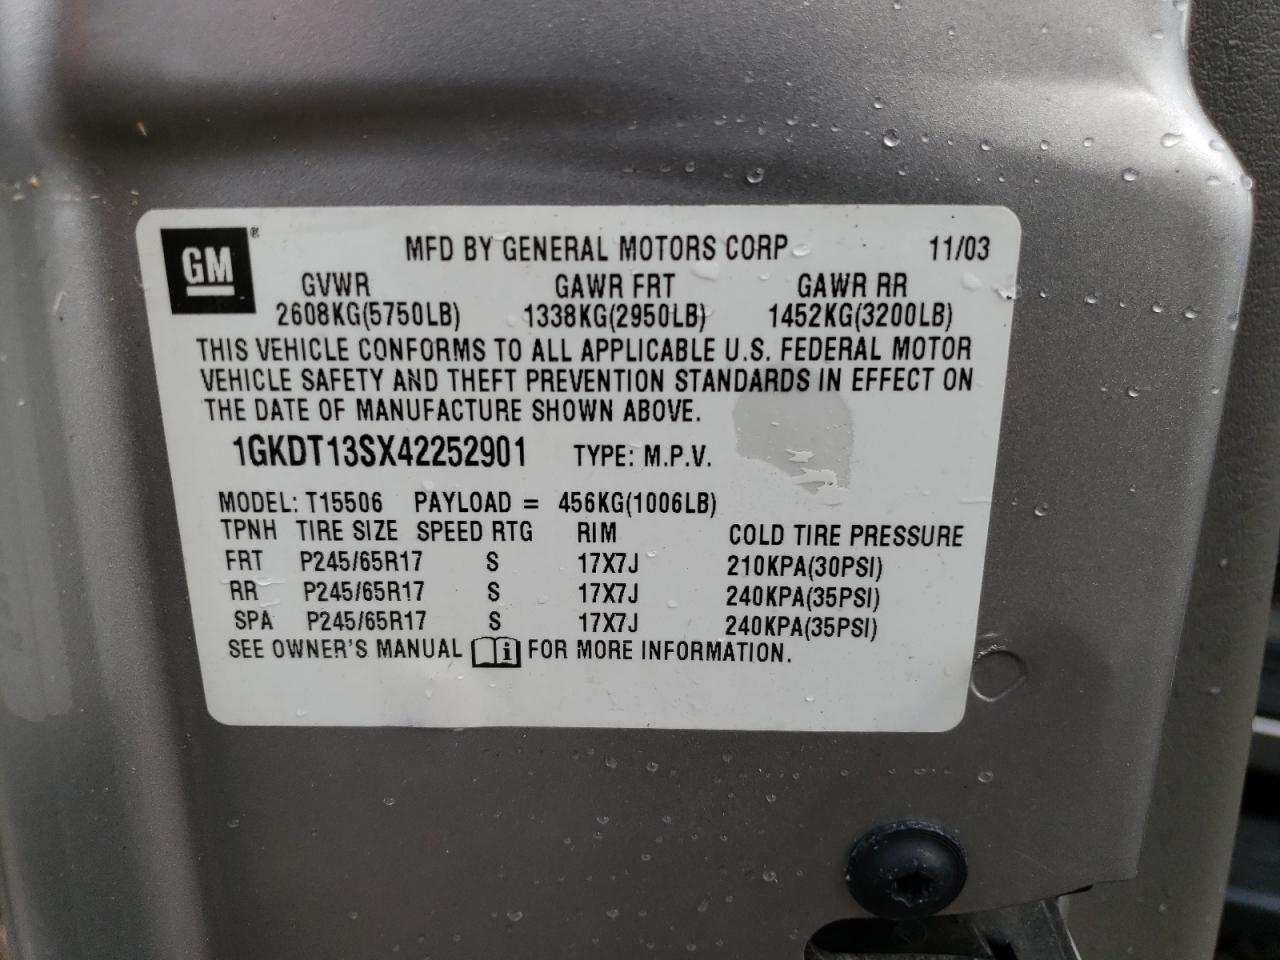 GM® MFD BY GENERAL MOTORS CORP 11/03
GVWR GAWR FRT GAWR RR
2608KG(5750LB) 1338KG(2950LB) 1452KG(3200LB)
THIS VEHICLE CONFORMS TO ALL APPLICABLE U.S. FEDERAL MOTOR
VEHICLE SAFETY AND THEFT PREVENTION STANDARDS IN EFFECT ON
THE DATE OF MANUFACTURE SHOWN ABOVE.
1GKDT13SX42252901 TYPE: M.P.V.
MODEL: T15506 PAYLOAD = 456KG(1006LB)
TPNH TIRE SIZE SPEED RTG RIM COLD TIRE PRESSURE
FRT P245/65R17 S 17X7J 210KPA(30PSI)
RR P245/65R17 S 17X7J 240KPA(35PSI)
SPA P245/65R17 S 17X7J 240KPA(35PSI)
SEE OWNER'S MANUAL i FOR MORE INFORMATION.